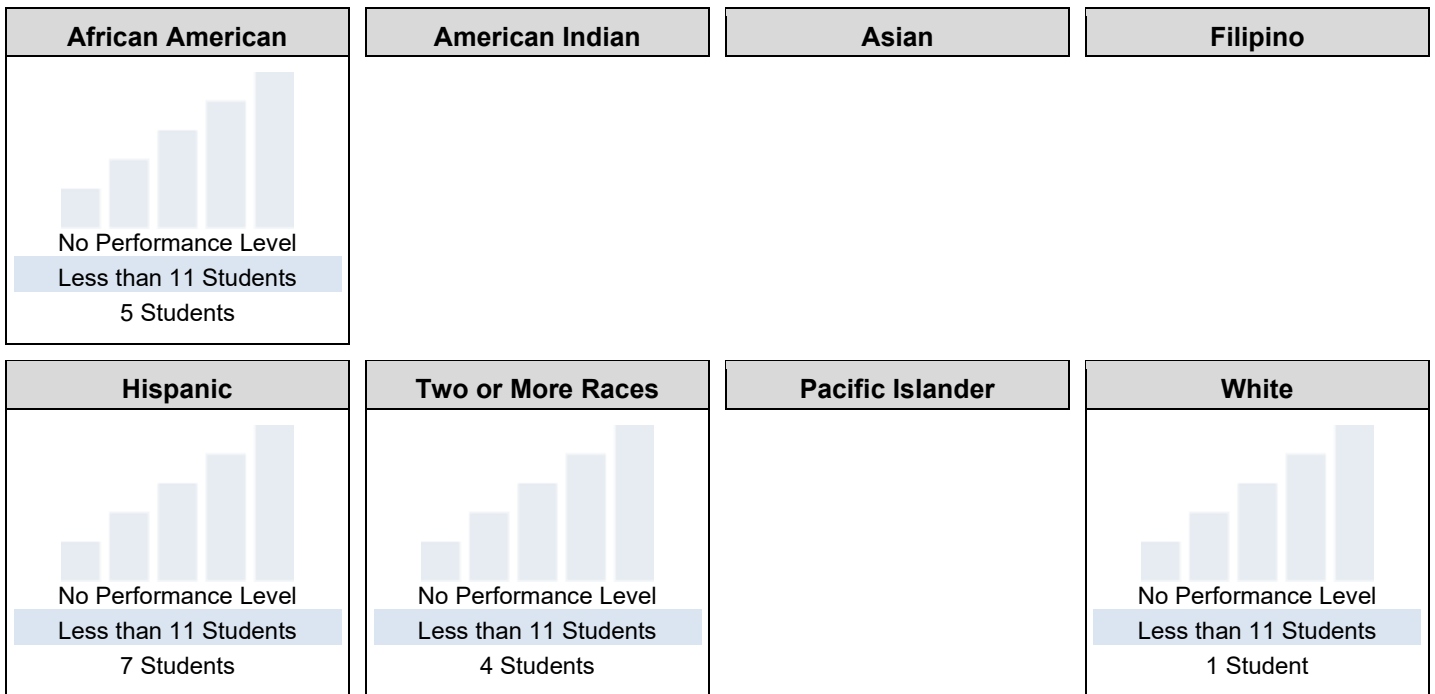 African American
American Indian
Asian
Filipino
No Performance Level
Less than 11 Students
5 Students
Hispanic
Two or More Races
Pacific Islander
White
No Performance Level
Less than 11 Students
7 Students
No Performance Level
Less than 11 Students
4 Students
No Performance Level
Less than 11 Students
1 Student